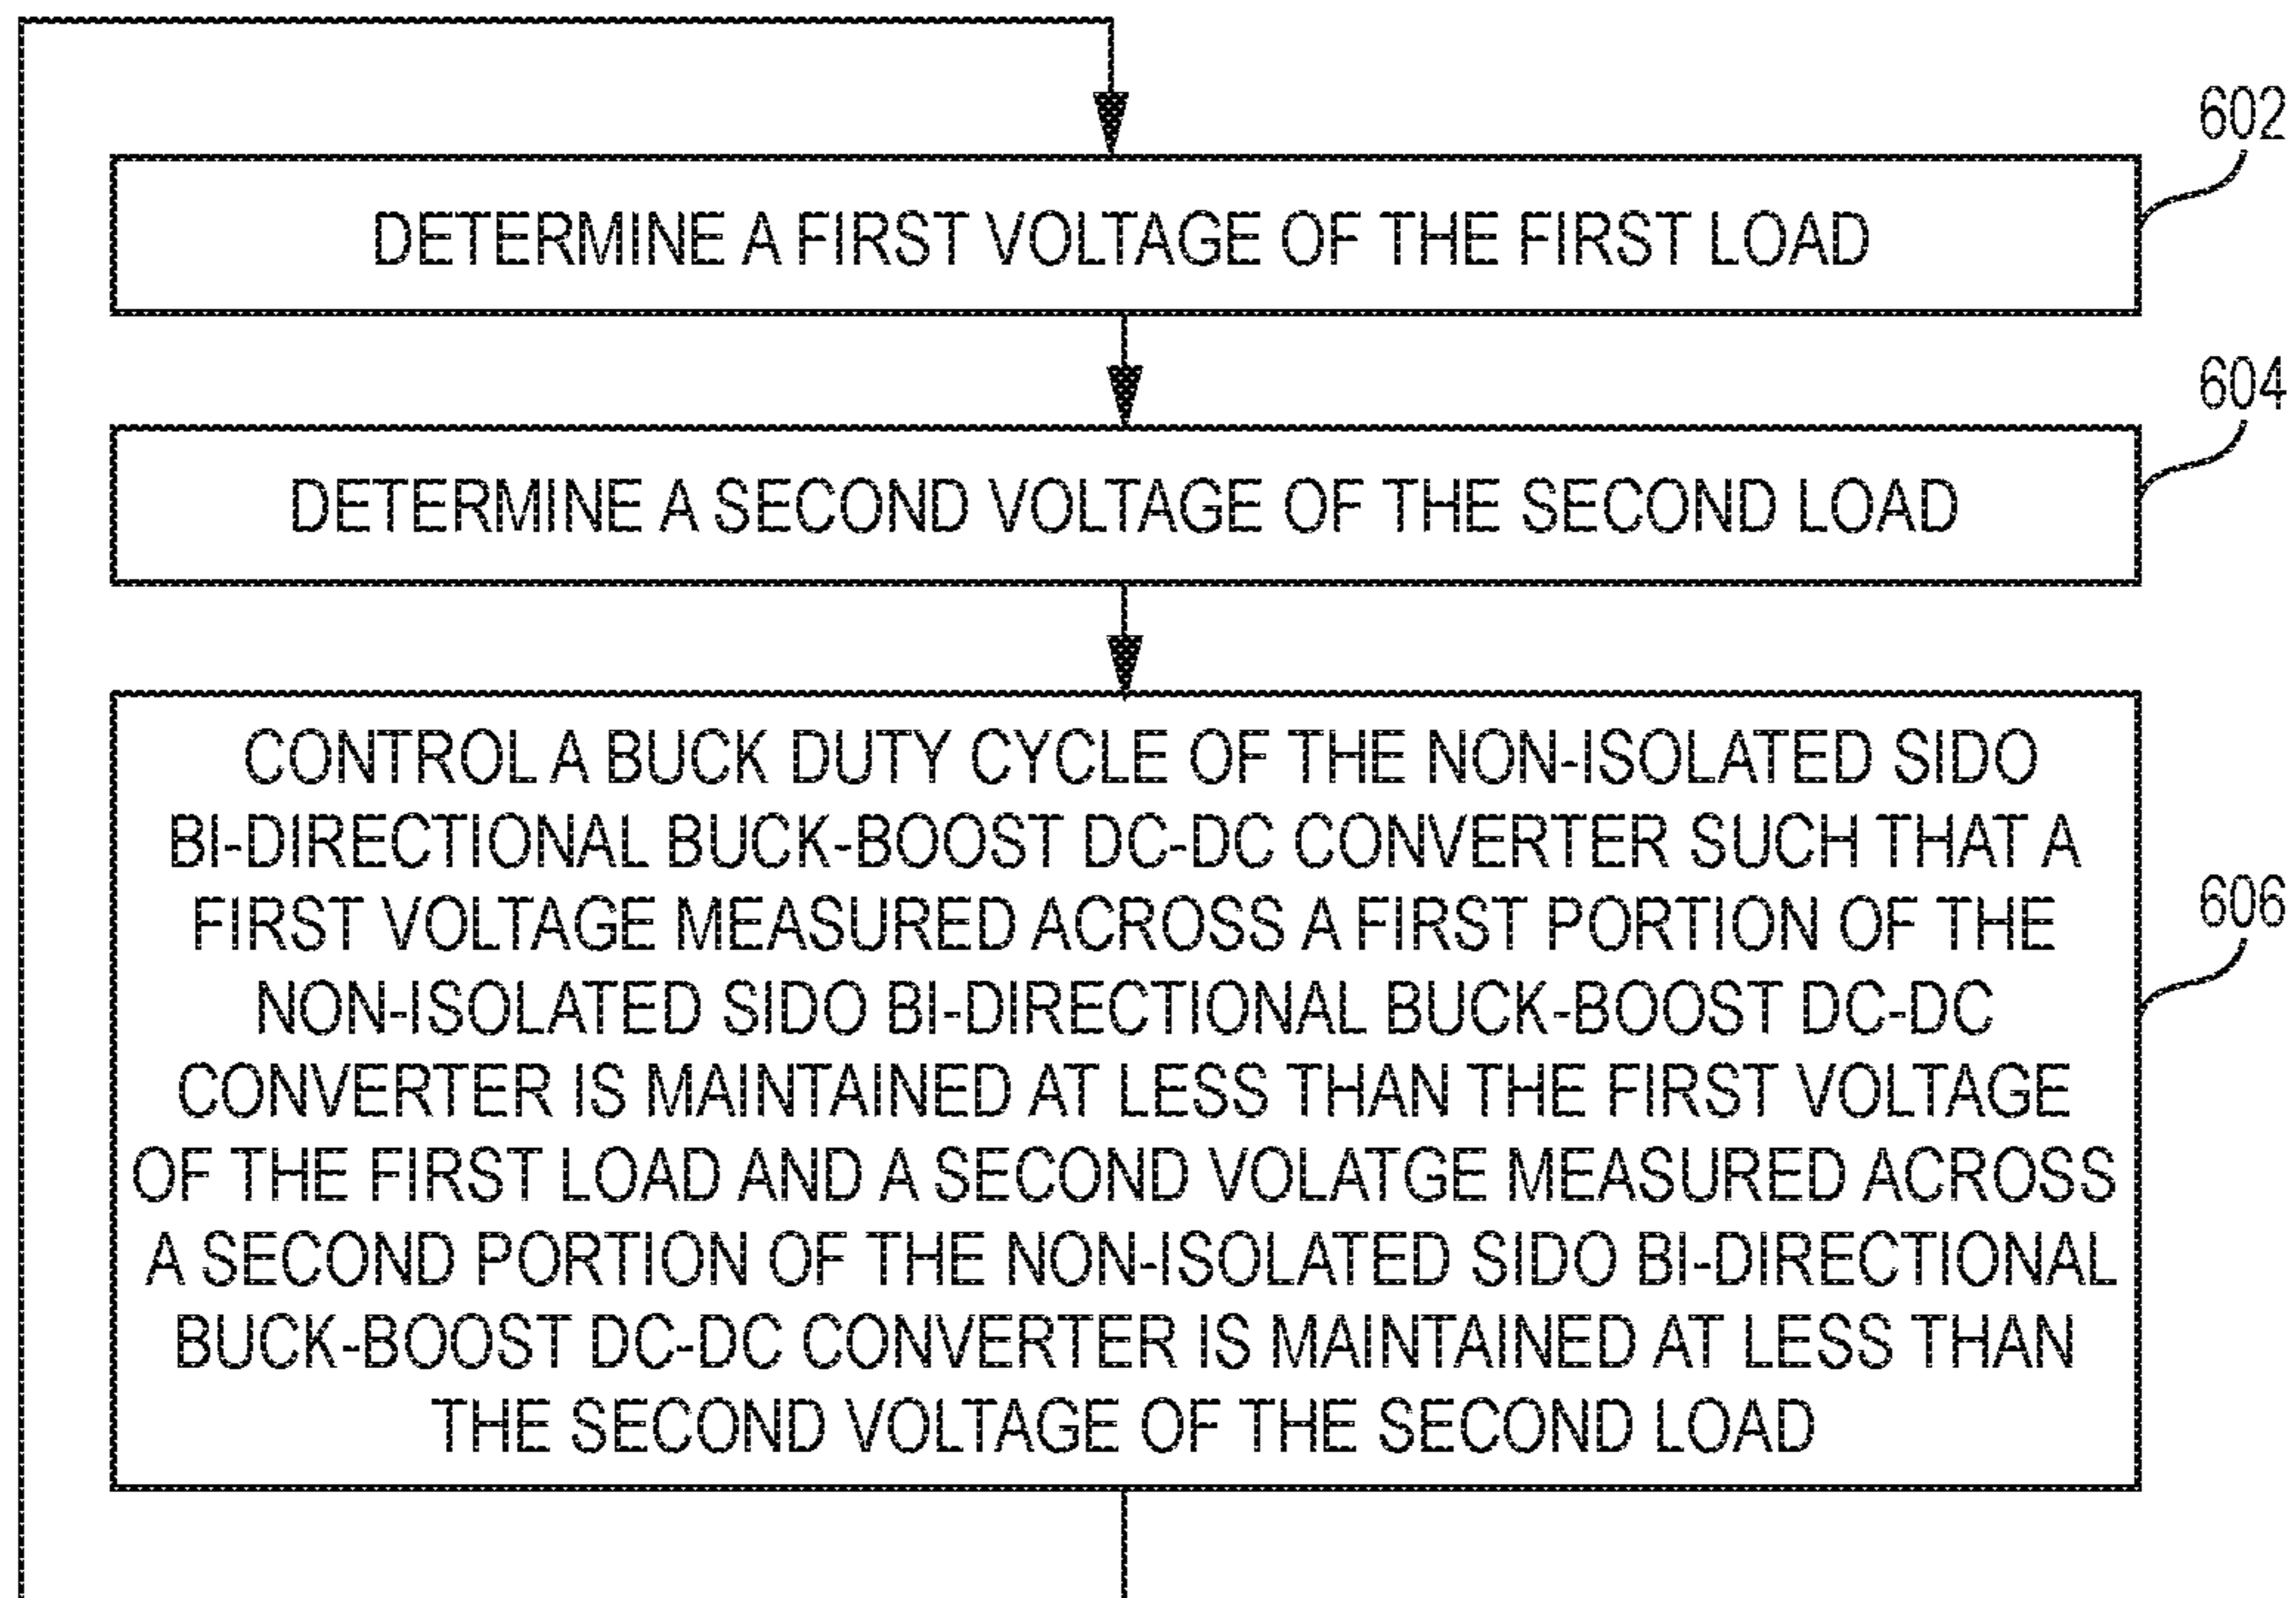 602
DETERMINE A FIRST VOLTAGE OF THE FIRST LOAD
604
DETERMINE A SECOND VOLTAGE OF THE SECOND LOAD
606
CONTROL A BUCK DUTY CYCLE OF THE NON-ISOLATED SIDO
BI-DIRECTIONAL BUCK-BOOST DC-DC CONVERTER SUCH THAT A
FIRST VOLTAGE MEASURED ACROSS A FIRST PORTION OF THE
NON-ISOLATED SIDO BI-DIRECTIONAL BUCK-BOOST DC-DC
CONVERTER IS MAINTAINED AT LESS THAN THE FIRST VOLTAGE
OF THE FIRST LOAD AND A SECOND VOLATGE MEASURED ACROSS
A SECOND PORTION OF THE NON-ISOLATED SIDO BI-DIRECTIONAL
BUCK-BOOST DC-DC CONVERTER IS MAINTAINED AT LESS THAN
THE SECOND VOLTAGE OF THE SECOND LOAD